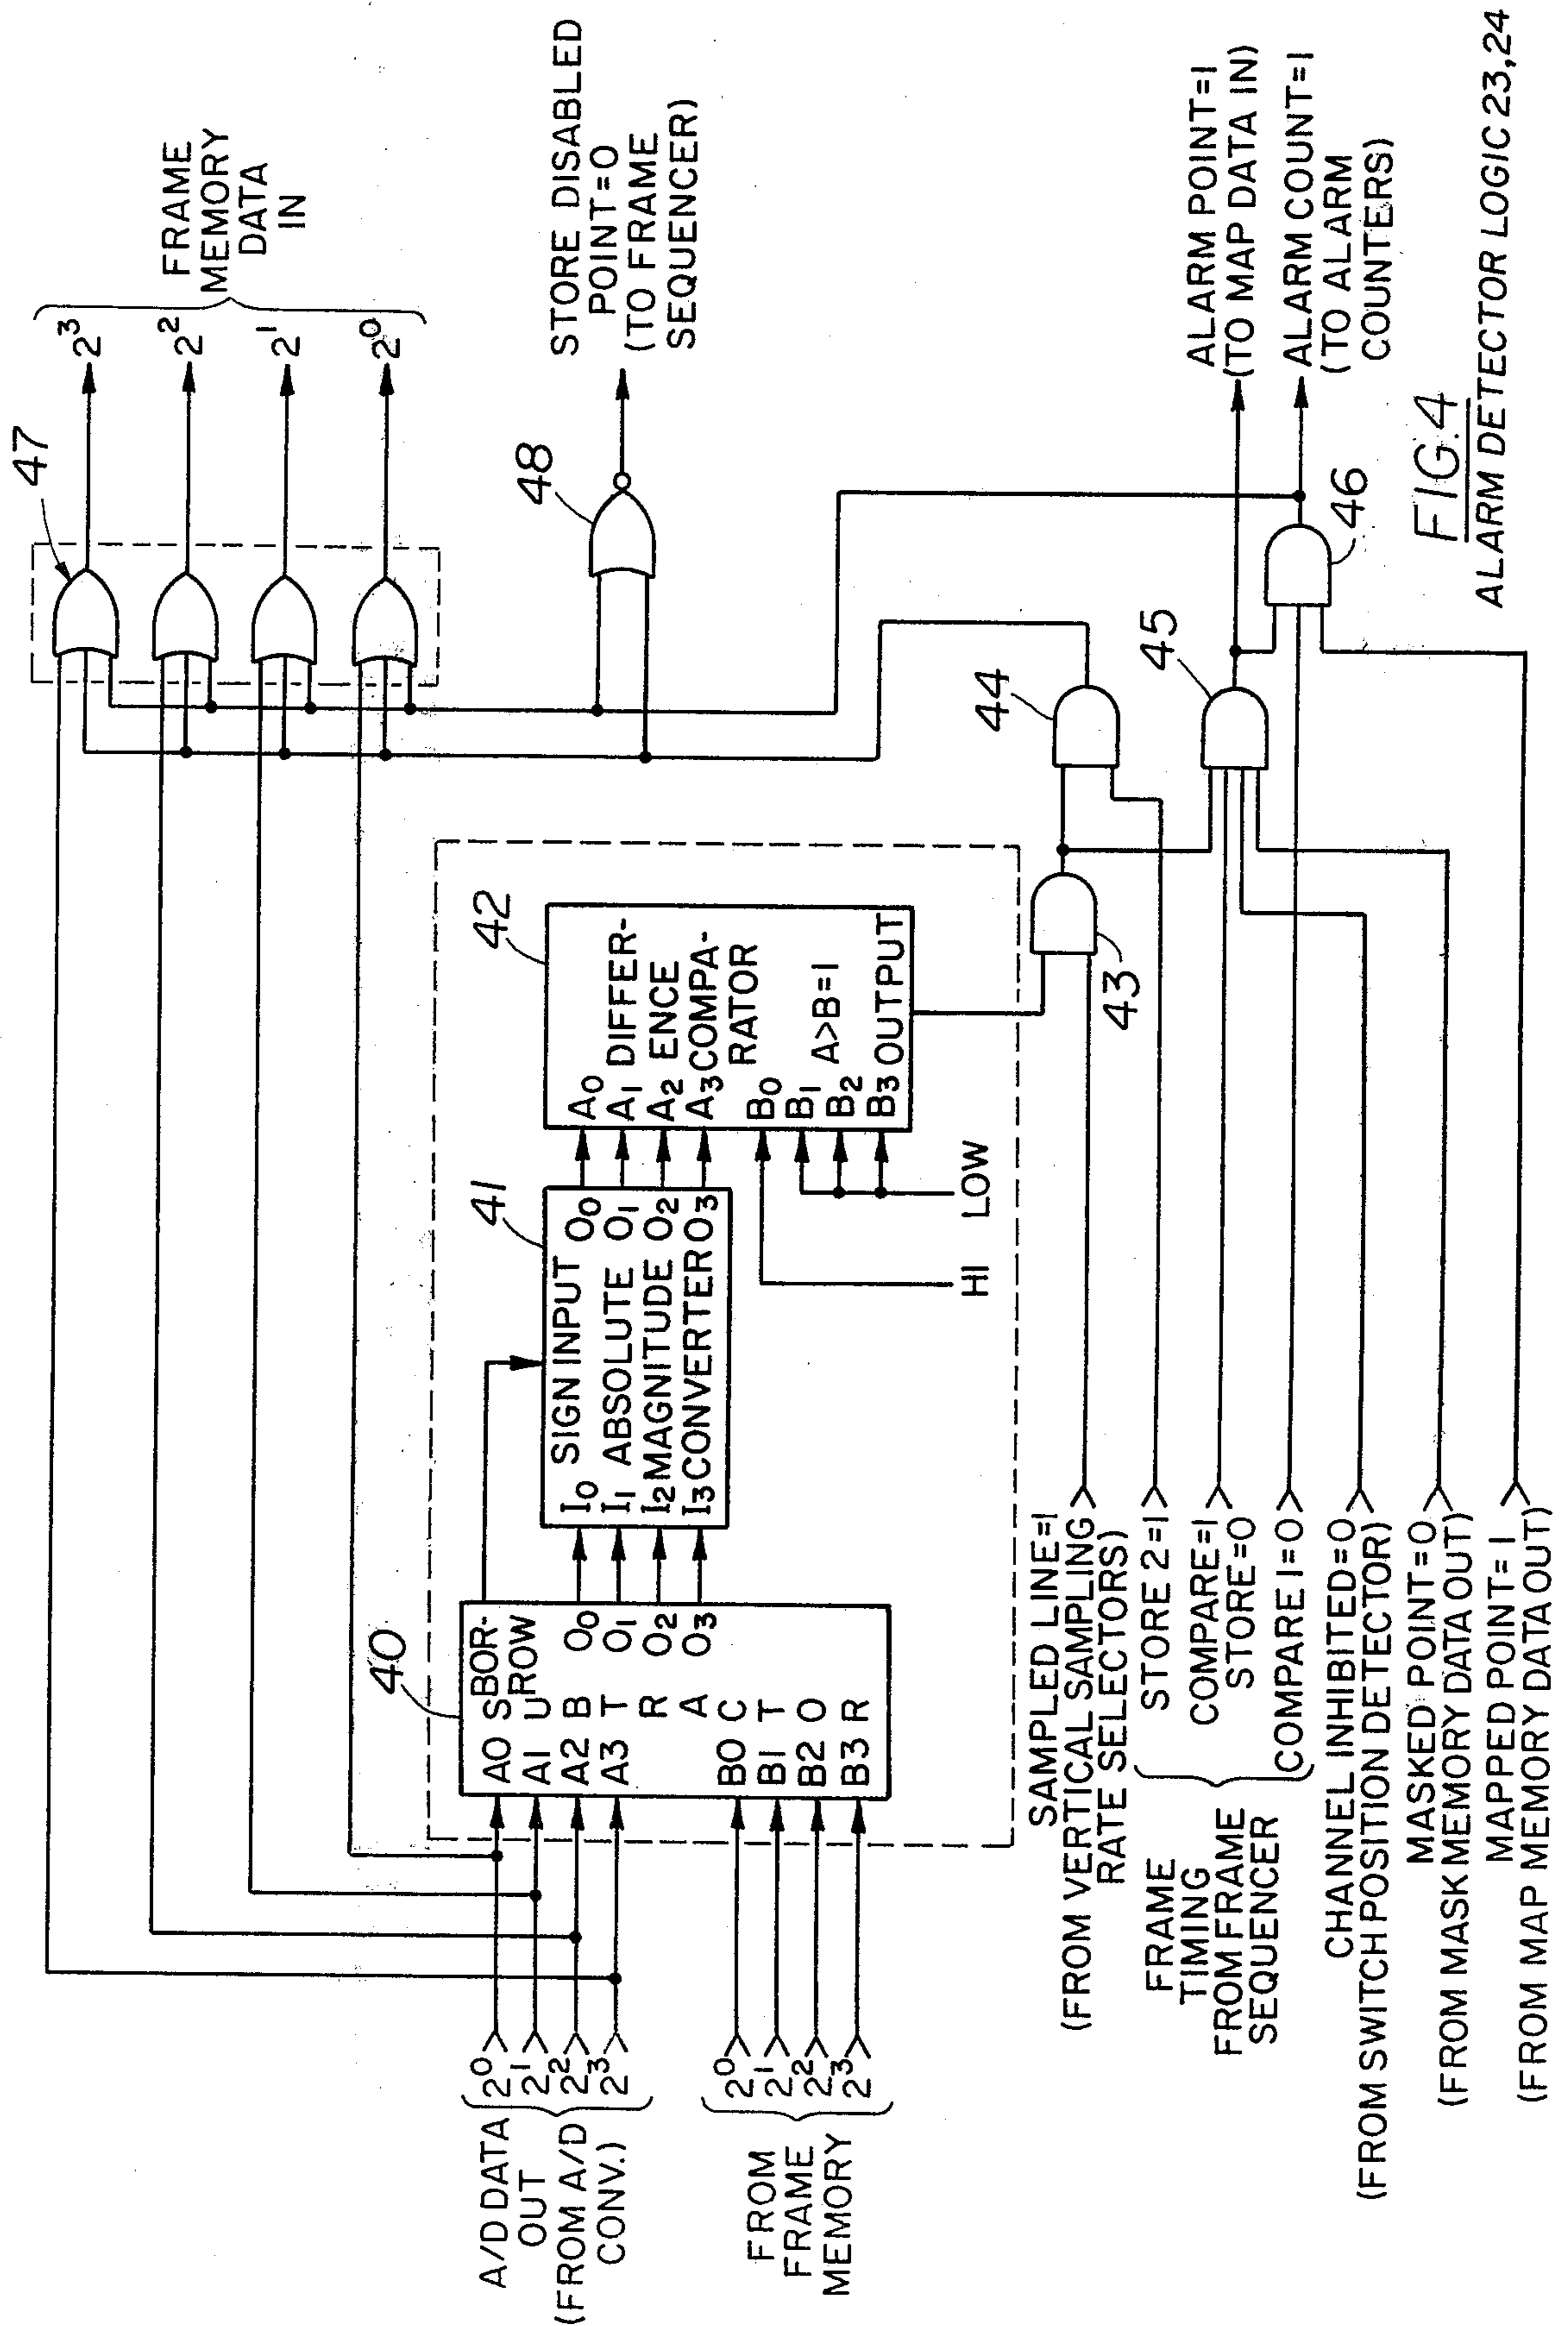 FRAME
MEMORY
DATA
IN
47
2³
2²
2¹
2⁰
STORE DISABLED
POINT=0
(TO FRAME
SEQUENCER)
48
A/D DATA
OUT
(FROM A/D
CONV.)
2⁰
2¹
2²
2³
FROM
FRAME
MEMORY
2⁰
2¹
2²
2³
40
A0 S BOR-
A1 U ROW
A2 B O0
A3 T O1
R O2
A O3
B0 C
B1 T
B2 O
B3 R
41
SIGN INPUT
I0 O0
I1 ABSOLUTE O1
I2 MAGNITUDE O2
I3 CONVERTER O3
42
A0
A1 DIFFER-
A2 ENCE
A3 COMPA-
RATOR
B0
B1 A>B=1
B2
B3 OUTPUT
HI
LOW
43
44
45
46
SAMPLED LINE=1
(FROM VERTICAL SAMPLING
RATE SELECTORS)
FRAME
TIMING
FROM FRAME
SEQUENCER
STORE 2=1
COMPARE=1
STORE=0
COMPARE 1=0
CHANNEL INHIBITED=0
(FROM SWITCH POSITION DETECTOR)
MASKED POINT=0
(FROM MASK MEMORY DATA OUT)
MAPPED POINT=1
(FROM MAP MEMORY DATA OUT)
ALARM POINT=1
(TO MAP DATA IN)
ALARM COUNT=1
(TO ALARM
COUNTERS)
FIG.4
ALARM DETECTOR LOGIC 23,24